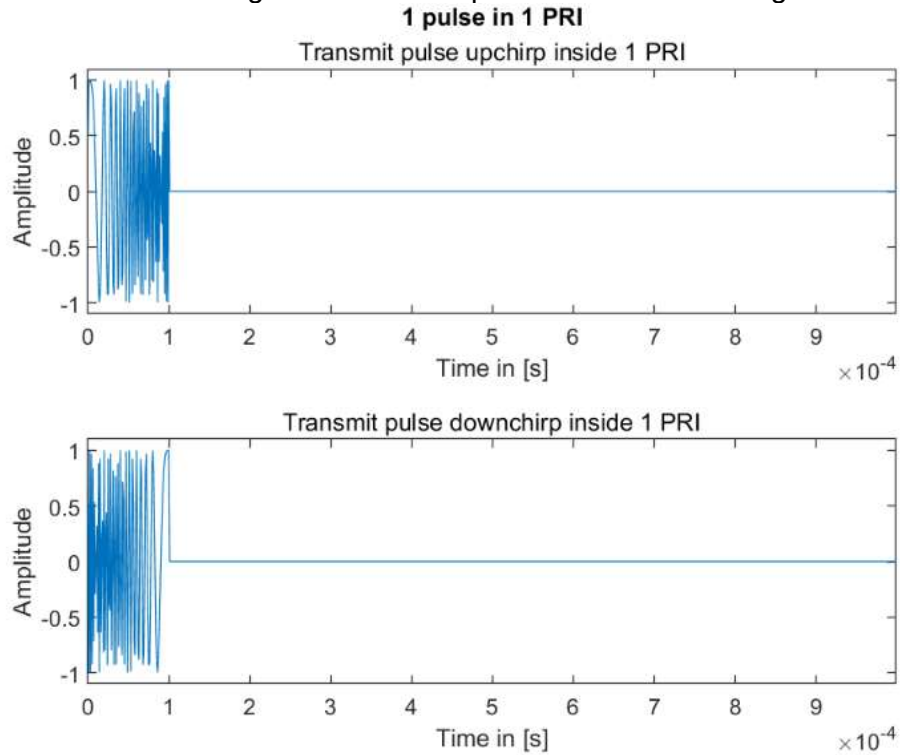 1 pulse in 1 PRI
Transmit pulse upchirp inside 1 PRI
1
0.5
0
-0.5
-1
Amplitude
0 1 2 3 4 5 6 7 8 9
Time in [s]
×10-4
Transmit pulse downchirp inside 1 PRI
1
0.5
0
-0.5
-1
Amplitude
0 1 2 3 4 5 6 7 8 9
Time in [s]
×10-4